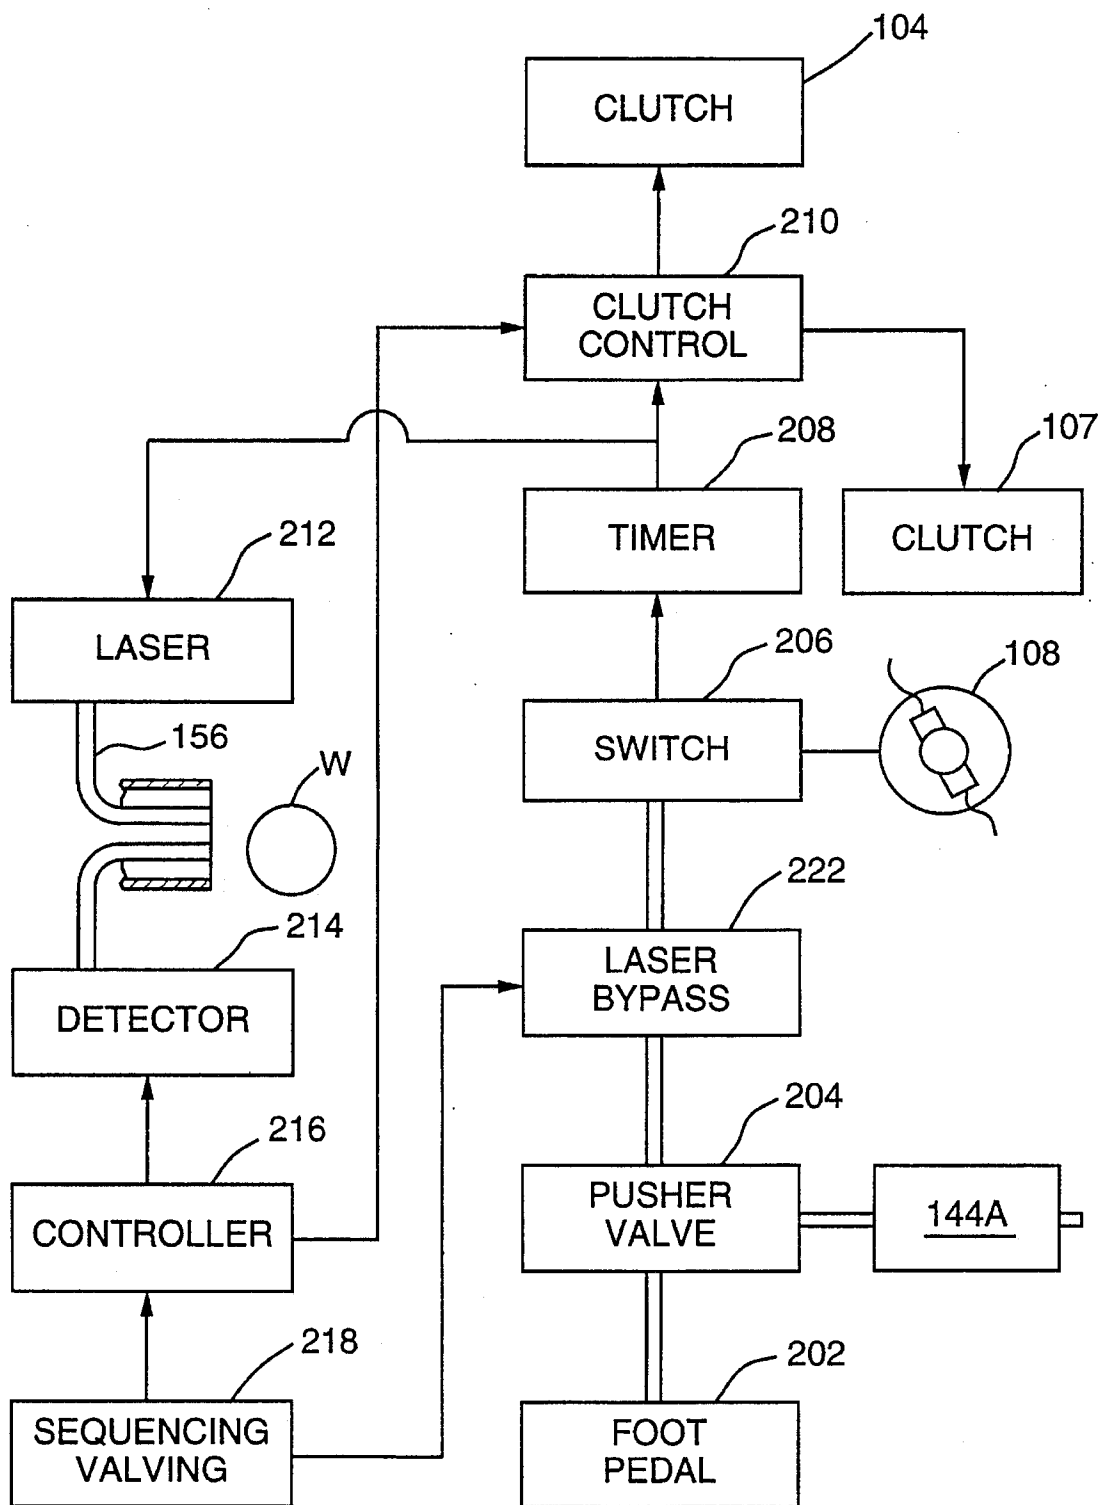 104
CLUTCH
210
CLUTCH
CONTROL
208
107
TIMER
CLUTCH
212
LASER
206
108
SWITCH
156
W
222
LASER
BYPASS
214
DETECTOR
204
PUSHER
VALVE
144A
216
CONTROLLER
218
SEQUENCING
VALVING
202
FOOT
PEDAL